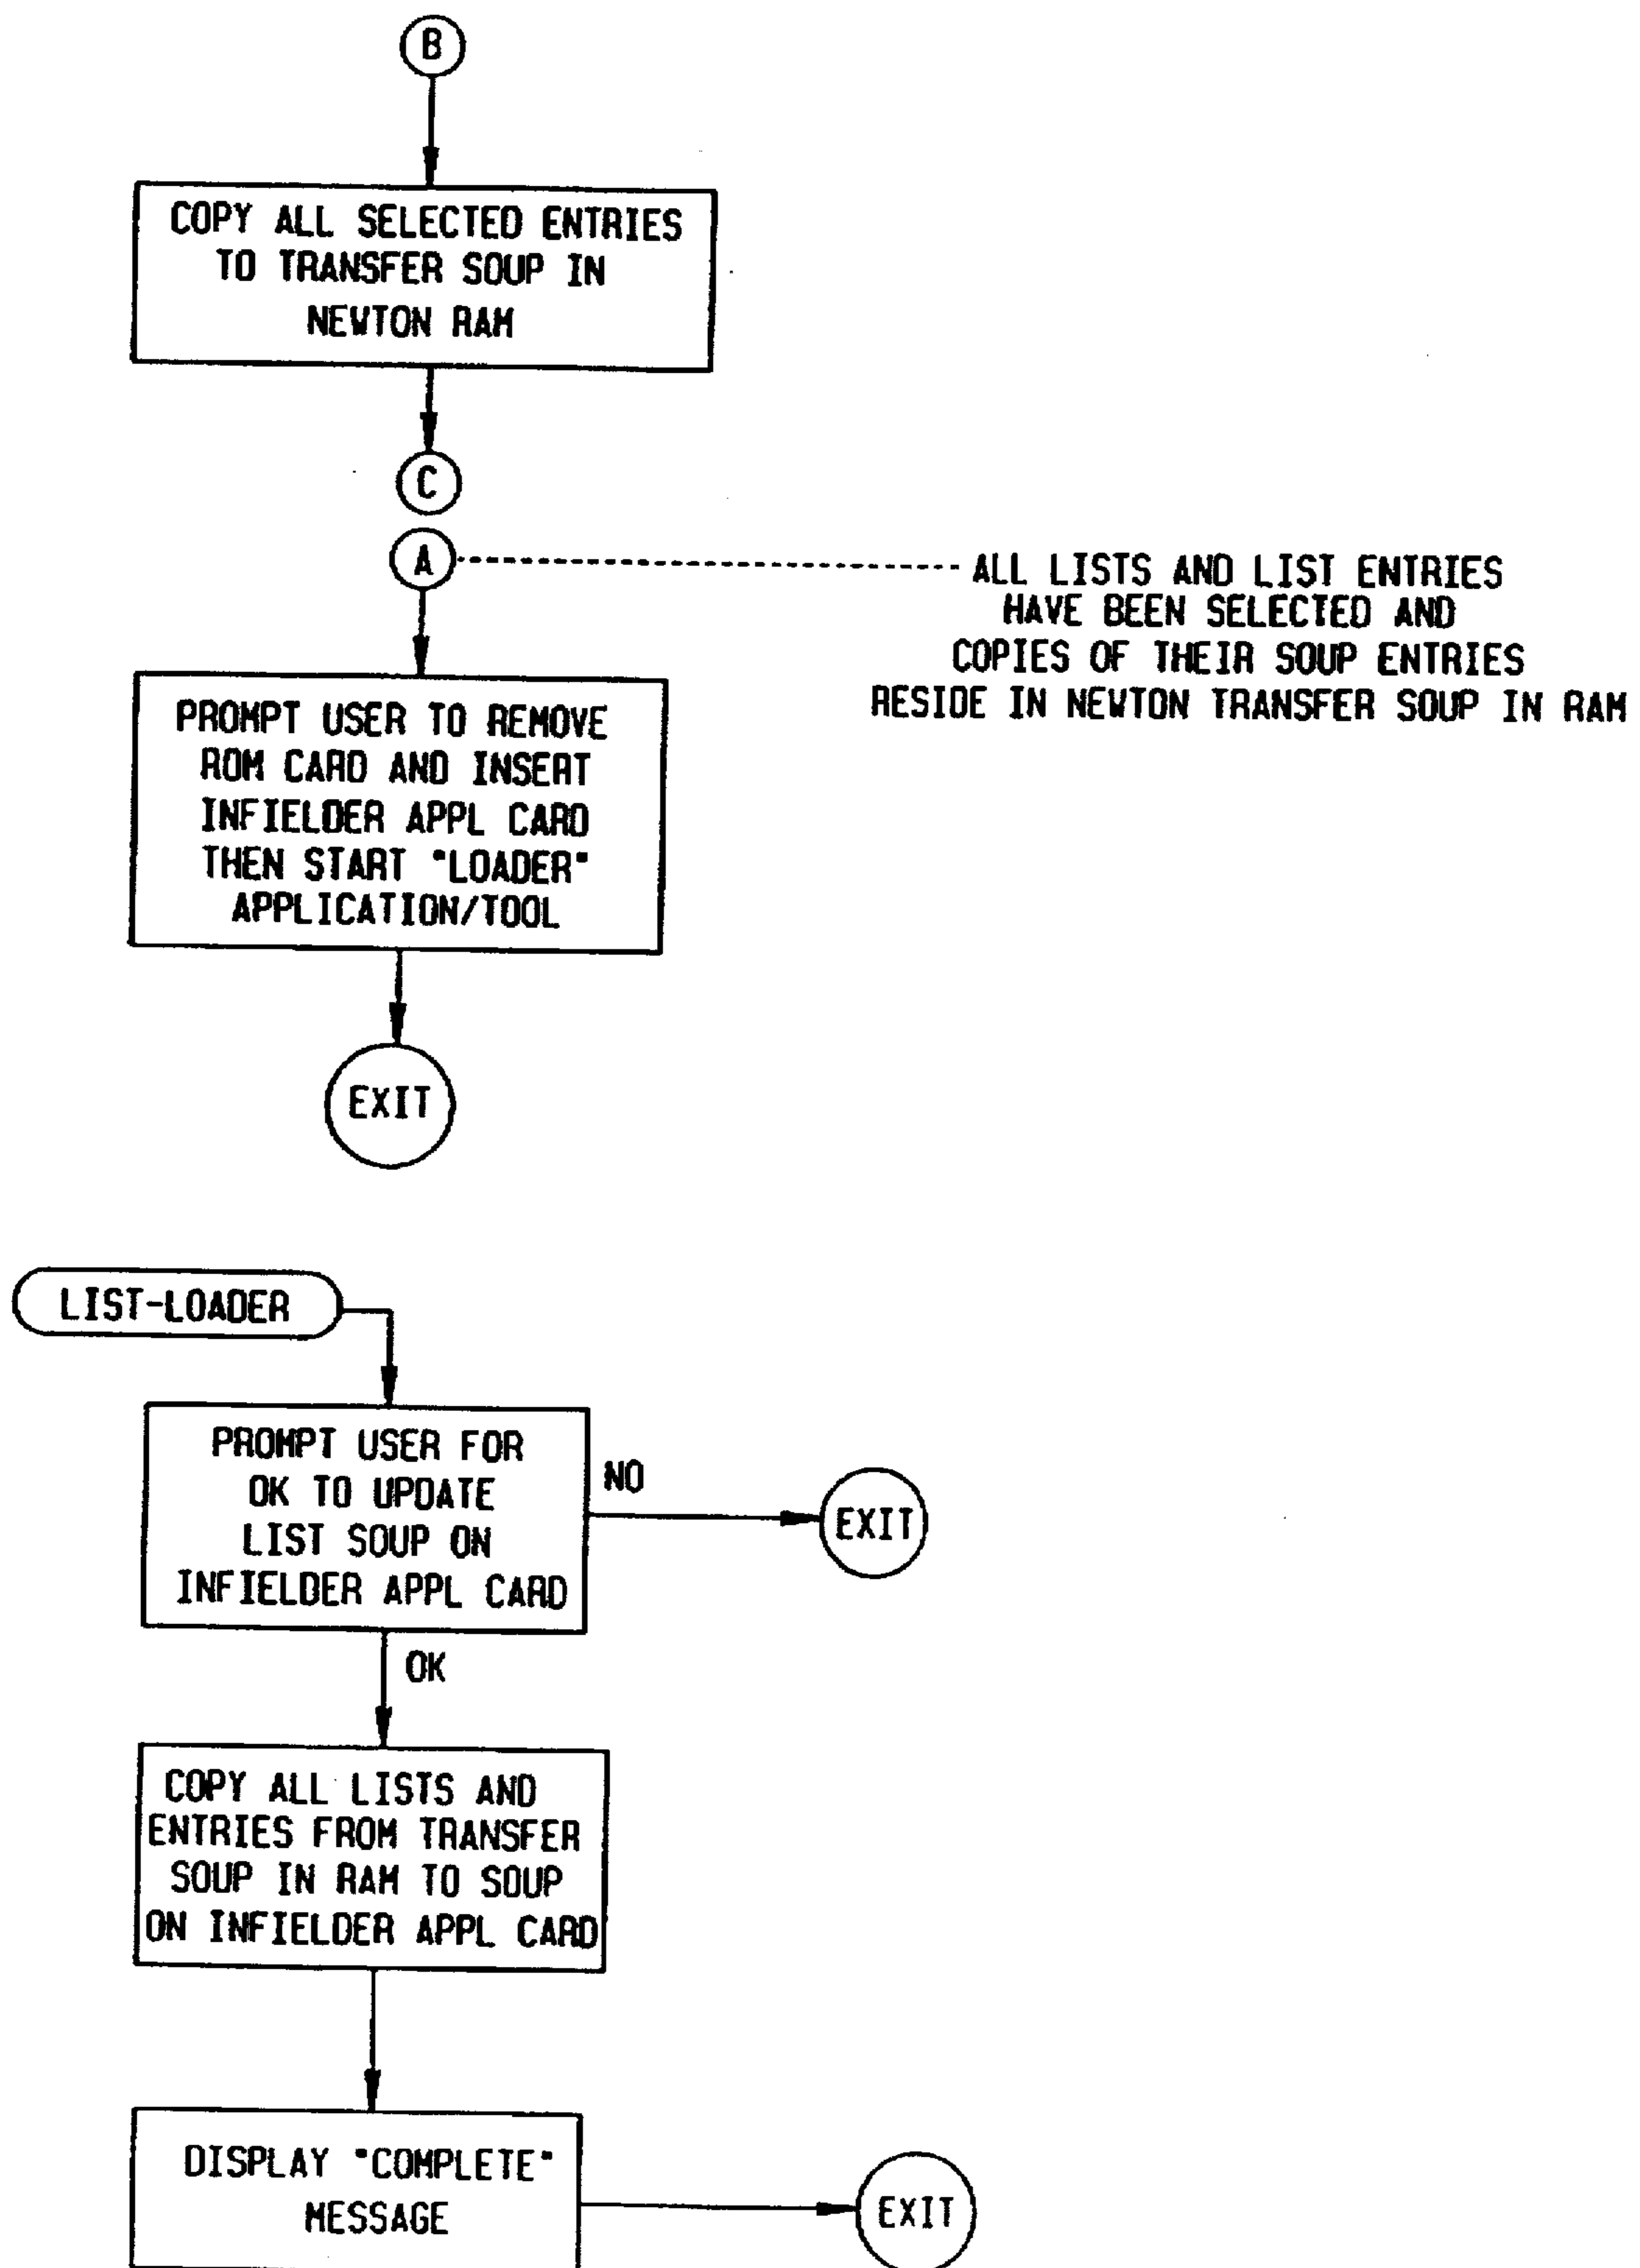 B
COPY ALL SELECTED ENTRIES
TO TRANSFER SOUP IN
NEWTON RAM
C
A
ALL LISTS AND LIST ENTRIES
HAVE BEEN SELECTED AND
COPIES OF THEIR SOUP ENTRIES
RESIDE IN NEWTON TRANSFER SOUP IN RAM
PROMPT USER TO REMOVE
ROM CARD AND INSERT
INFIELDER APPL CARD
THEN START "LOADER"
APPLICATION/TOOL
EXIT
LIST-LOADER
PROMPT USER FOR
OK TO UPDATE
LIST SOUP ON
INFIELDER APPL CARD
NO
EXIT
OK
COPY ALL LISTS AND
ENTRIES FROM TRANSFER
SOUP IN RAM TO SOUP
ON INFIELDER APPL CARD
DISPLAY "COMPLETE"
MESSAGE
EXIT